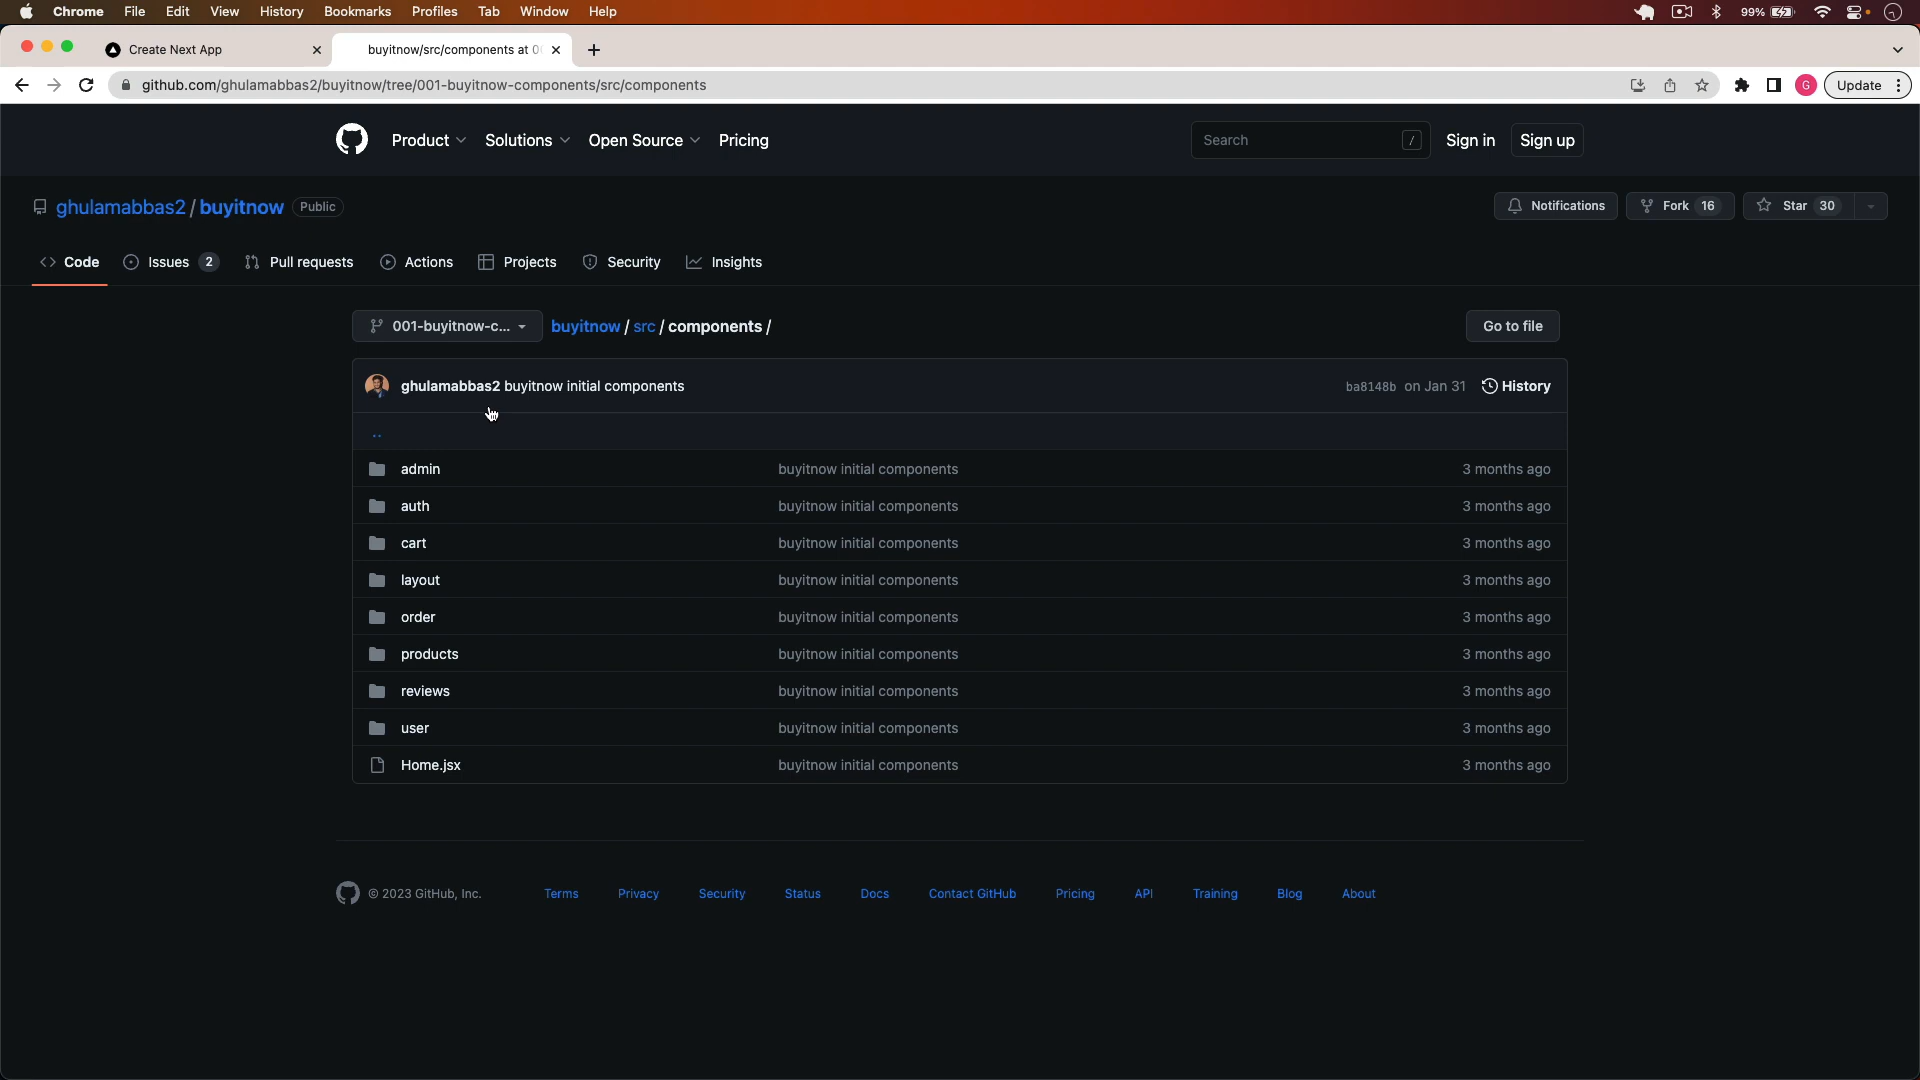 Chrome File Edit View History Bookmarks Profiles Tab Window Help 99%
Create Next App buyitnow/src/components at 0
github.com/ghulamabbas2/buyitnow/tree/001-buyitnow-components/src/components G Update
Product Solutions Open Source Pricing Search / Sign in Sign up
ghulamabbas2 / buyitnow Public Notifications Fork 16 Star 30
Code Issues 2 Pull requests Actions Projects Security Insights
001-buyitnow-c... buyitnow / src / components / Go to file
ghulamabbas2 buyitnow initial components ba8148b on Jan 31 History
..
admin buyitnow initial components 3 months ago
auth buyitnow initial components 3 months ago
cart buyitnow initial components 3 months ago
layout buyitnow initial components 3 months ago
order buyitnow initial components 3 months ago
products buyitnow initial components 3 months ago
reviews buyitnow initial components 3 months ago
user buyitnow initial components 3 months ago
Home.jsx buyitnow initial components 3 months ago
© 2023 GitHub, Inc. Terms Privacy Security Status Docs Contact GitHub Pricing API Training Blog About